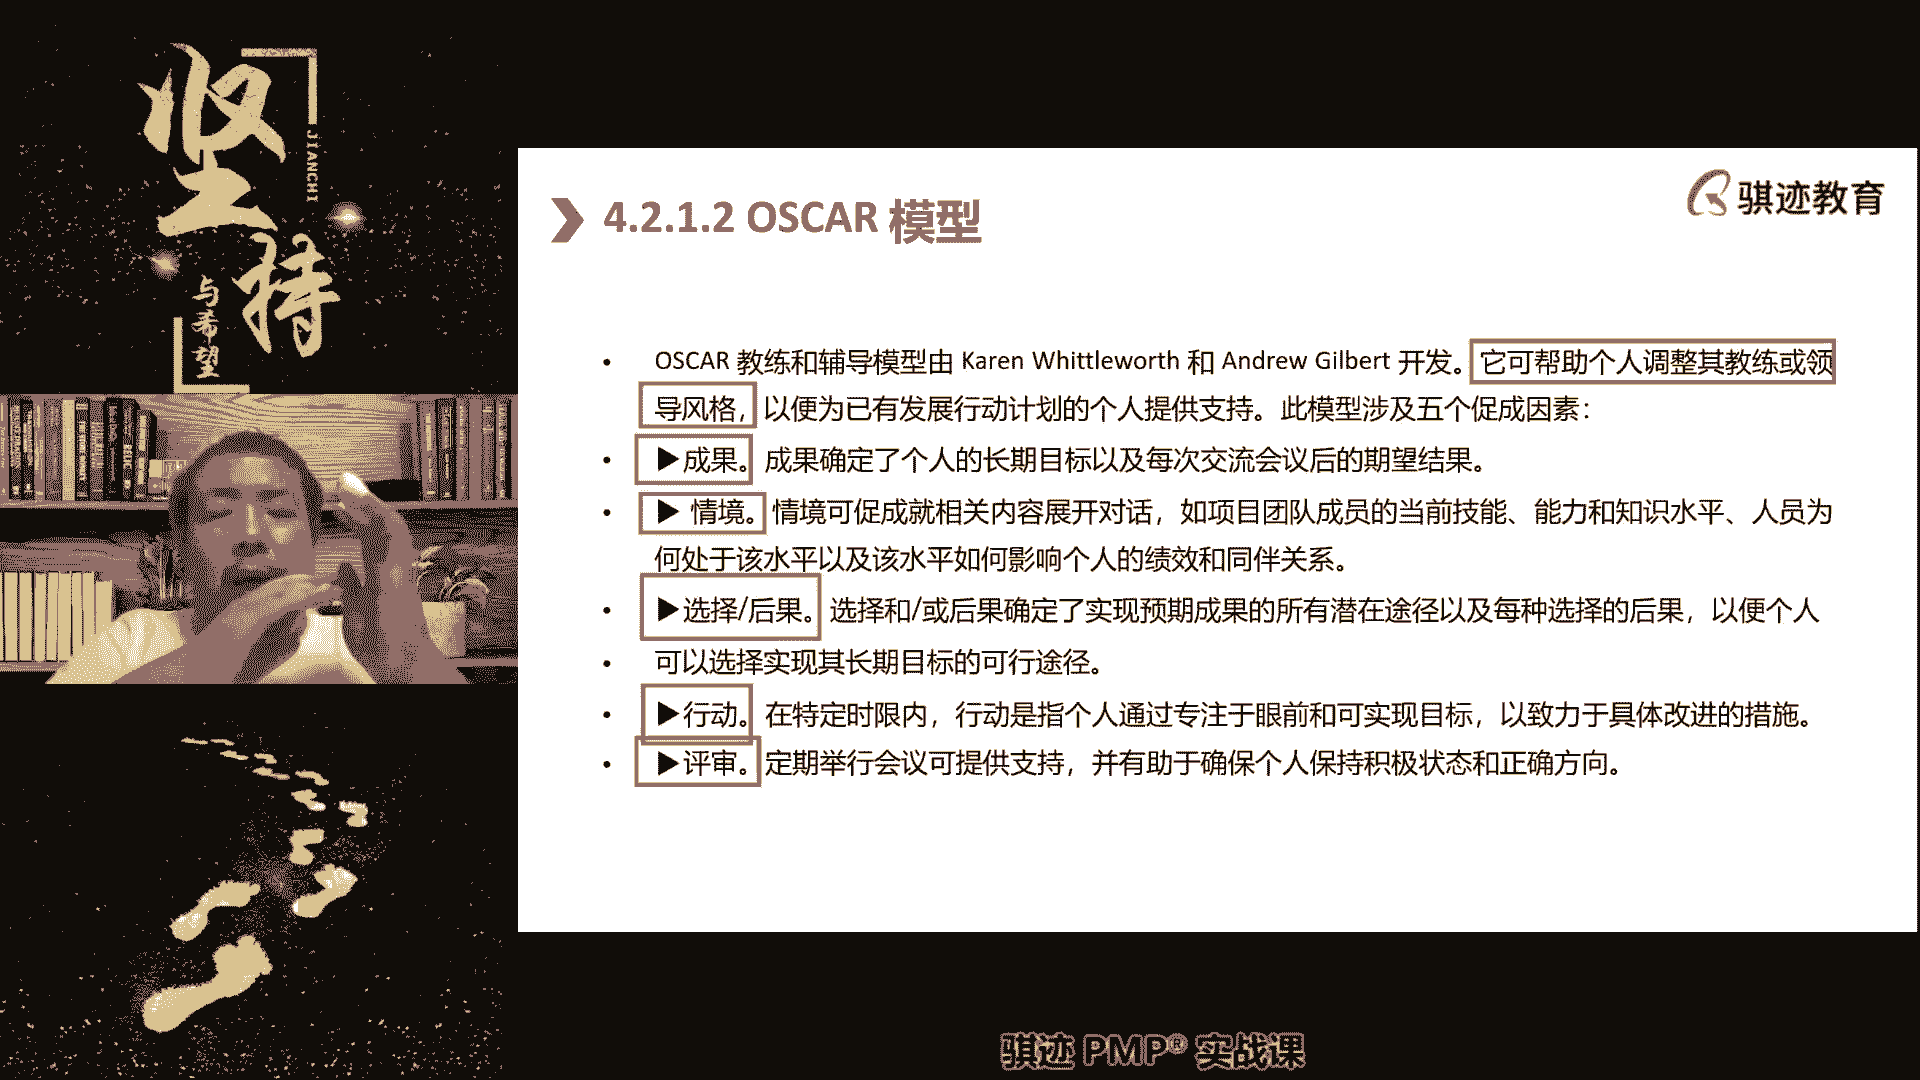 坚持
JIANCHI
与希望
骐迹教育
4.2.1.2 OSCAR 模型
• OSCAR 教练和辅导模型由 Karen Whittleworth 和 Andrew Gilbert 开发。它可帮助个人调整其教练或领
导风格，以便为已有发展行动计划的个人提供支持。此模型涉及五个促成因素：
• ▶成果。成果确定了个人的长期目标以及每次交流会议后的期望结果。
• ▶ 情境。情境可促成就相关内容展开对话，如项目团队成员的当前技能、能力和知识水平、人员为
何处于该水平以及该水平如何影响个人的绩效和同伴关系。
• ▶选择/后果。选择和/或后果确定了实现预期成果的所有潜在途径以及每种选择的后果，以便个人
• 可以选择实现其长期目标的可行途径。
• ▶行动。在特定时限内，行动是指个人通过专注于眼前和可实现目标，以致力于具体改进的措施。
• ▶评审。定期举行会议可提供支持，并有助于确保个人保持积极状态和正确方向。
骐迹 PMP® 实战课